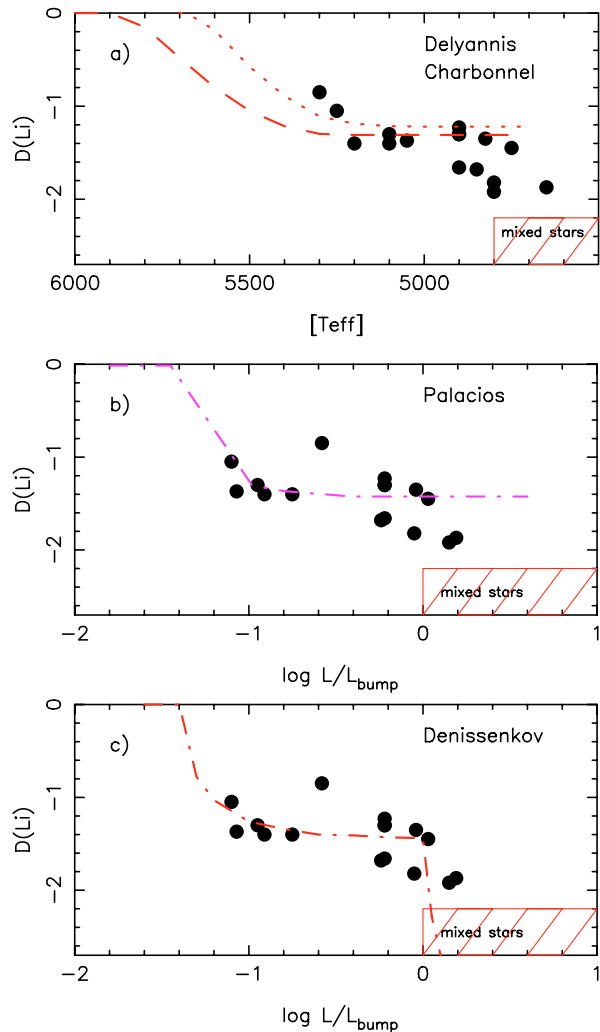 a)
Delyannis
Charbonnel
0
-1
-2
D(Li)
mixed stars
6000
5500
5000
[Teff]
b)
Palacios
0
-1
-2
D(Li)
mixed stars
-2
-1
0
1
log L/Lbump
c)
Denissenkov
0
-1
-2
D(Li)
mixed stars
-2
-1
0
1
log L/Lbump